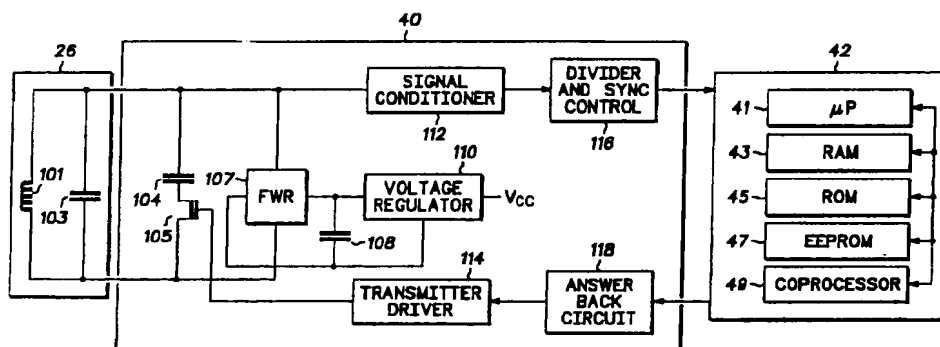 40
26
42
SIGNAL
CONDITIONER
112
DIVIDER
AND SYNC
CONTROL
116
41
μP
101
103
104
105
107
FWR
110
VOLTAGE
REGULATOR
VCC
108
43
RAM
45
ROM
47
EEPROM
114
TRANSMITTER
DRIVER
118
ANSWER
BACK
CIRCUIT
49
COPROCESSOR